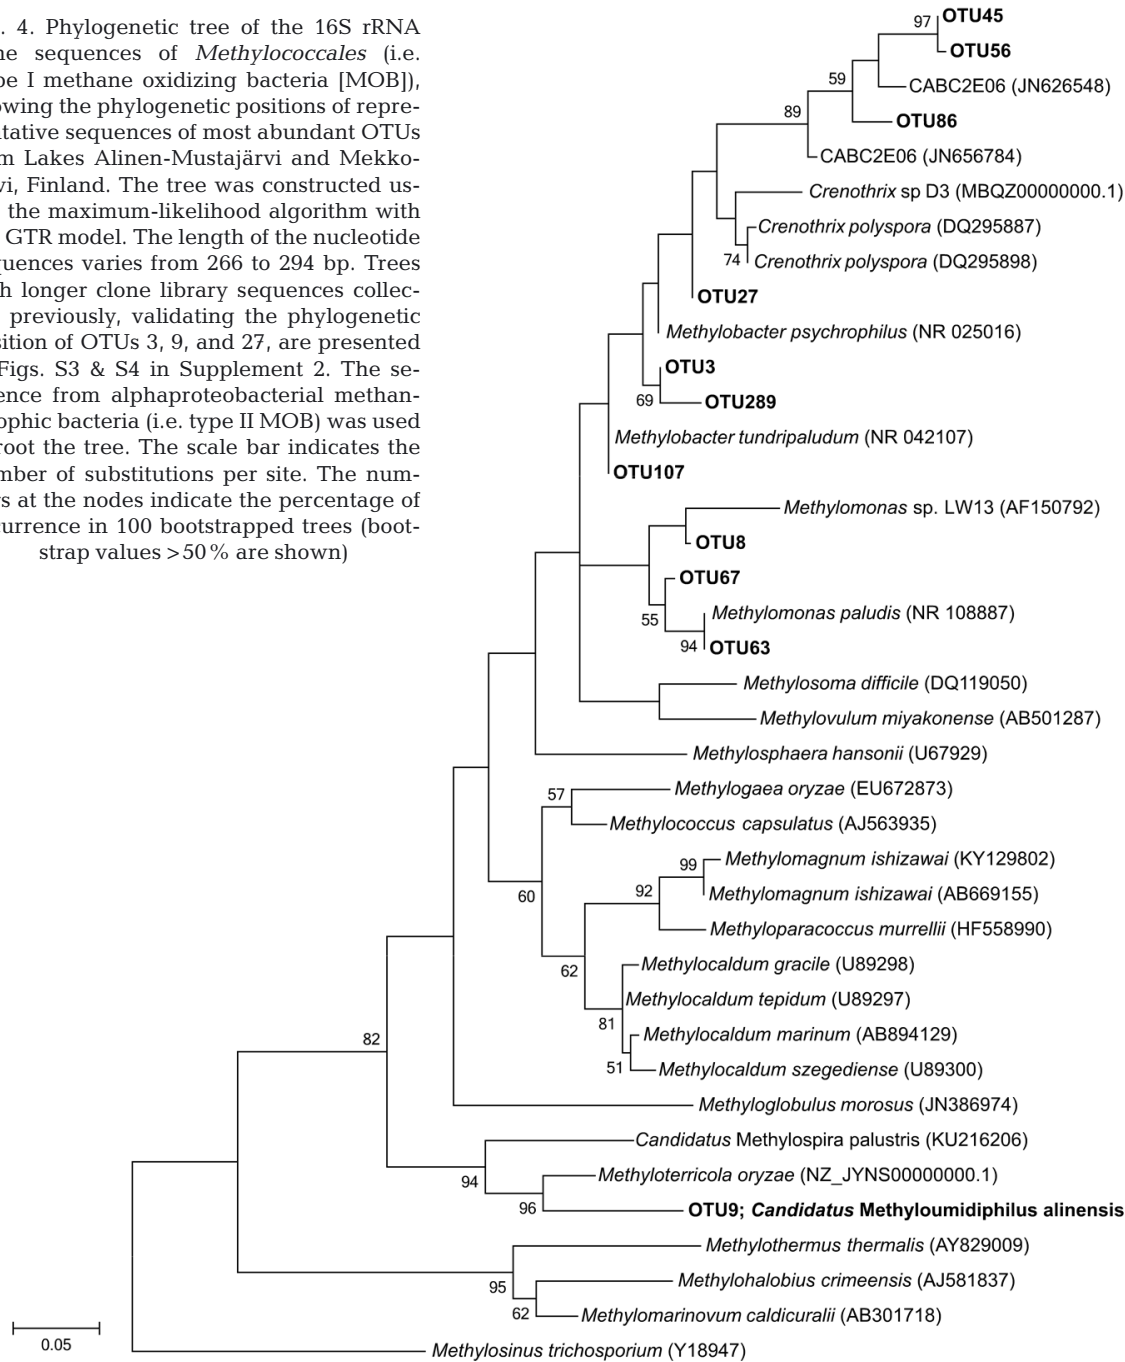 . 4. Phylogenetic tree of the 16S rRNA
ne sequences of Methylococcales (i.e.
pe I methane oxidizing bacteria [MOB]),
owing the phylogenetic positions of repre-
ntative sequences of most abundant OTUs
m Lakes Alinen-Mustajärvi and Mekko-
vi, Finland. The tree was constructed us-
the maximum-likelihood algorithm with
GTR model. The length of the nucleotide
quences varies from 266 to 294 bp. Trees
h longer clone library sequences collec-
previously, validating the phylogenetic
sition of OTUs 3, 9, and 27, are presented
Figs. S3 & S4 in Supplement 2. The se-
ence from alphaproteobacterial methan-
ophic bacteria (i.e. type II MOB) was used
root the tree. The scale bar indicates the
mber of substitutions per site. The num-
rs at the nodes indicate the percentage of
currence in 100 bootstrapped trees (boot-
strap values >50% are shown)
97
OTU45
OTU56
59
CABC2E06 (JN626548)
89
OTU86
CABC2E06 (JN656784)
Crenothrix sp D3 (MBQZ00000000.1)
Crenothrix polyspora (DQ295887)
74
Crenothrix polyspora (DQ295898)
OTU27
Methylobacter psychrophilus (NR 025016)
OTU3
69
OTU289
Methylobacter tundripaludum (NR 042107)
OTU107
Methylomonas sp. LW13 (AF150792)
OTU8
OTU67
55
Methylomonas paludis (NR 108887)
94
OTU63
Methylosoma difficile (DQ119050)
Methylovulum miyakonense (AB501287)
Methylosphaera hansonii (U67929)
57
Methylogaea oryzae (EU672873)
Methylococcus capsulatus (AJ563935)
60
99
Methylomagnum ishizawai (KY129802)
92
Methylomagnum ishizawai (AB669155)
Methyloparacoccus murrellii (HF558990)
62
Methylocaldum gracile (U89298)
Methylocaldum tepidum (U89297)
81
Methylocaldum marinum (AB894129)
51
Methylocaldum szegediense (U89300)
82
Methyloglobulus morosus (JN386974)
Candidatus Methylospira palustris (KU216206)
94
Methyloterricola oryzae (NZ_JYNS00000000.1)
96
OTU9; Candidatus Methyloumidiphilus alinensis
Methylothermus thermalis (AY829009)
95
Methylohalobius crimeensis (AJ581837)
62
Methylomarinovum caldicuralii (AB301718)
0.05
Methylosinus trichosporium (Y18947)